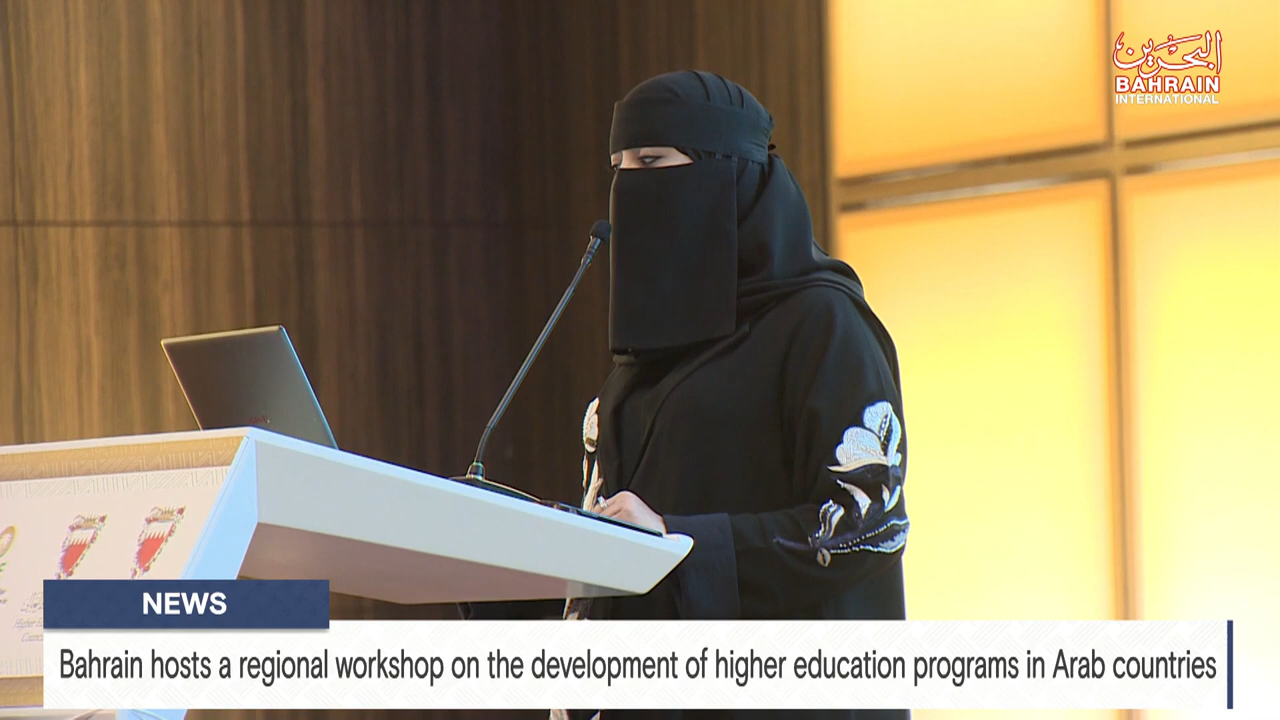 البحرين
BAHRAIN
INTERNATIONAL
NEWS
Bahrain hosts a regional workshop on the development of higher education programs in Arab countries